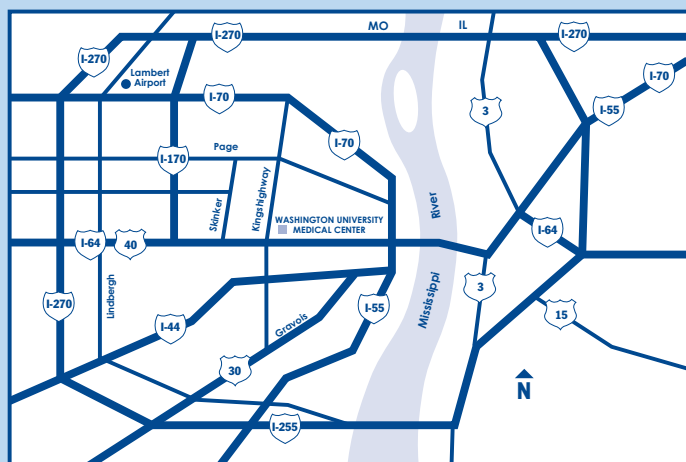 MO
IL
I-270
I-270
I-270
Lambert
Airport
I-70
I-70
I-55
3
I-70
Page
I-170
Skinker
Kingshighway
WASHINGTON UNIVERSITY
MEDICAL CENTER
River
I-64
40
I-64
Lindbergh
Mississippi
3
I-270
I-55
15
I-44
Gravois
30
N
I-255